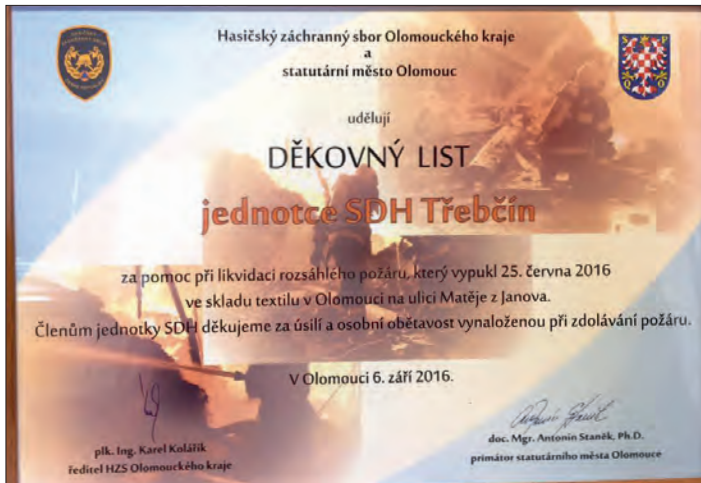 Hasičský záchranný sbor Olomouckého kraje
a
statutární město Olomouc
udělují
DĚKOVNÝ LIST
jednotce SDH Třebčín
za pomoc při likvidaci rozsáhlého požáru, který vypukl 25. června 2016
ve skladu textilu v Olomouci na ulici Matěje z Janova.
Členům jednotky SDH děkujeme za úsilí a osobní obětavost vynaloženou při zdolávání požáru.
V Olomouci 6. září 2016.
plk. Ing. Karel Kolářík
ředitel HZS Olomouckého kraje
doc. Mgr. Antonín Staněk, Ph.D.
primátor statutárního města Olomouce